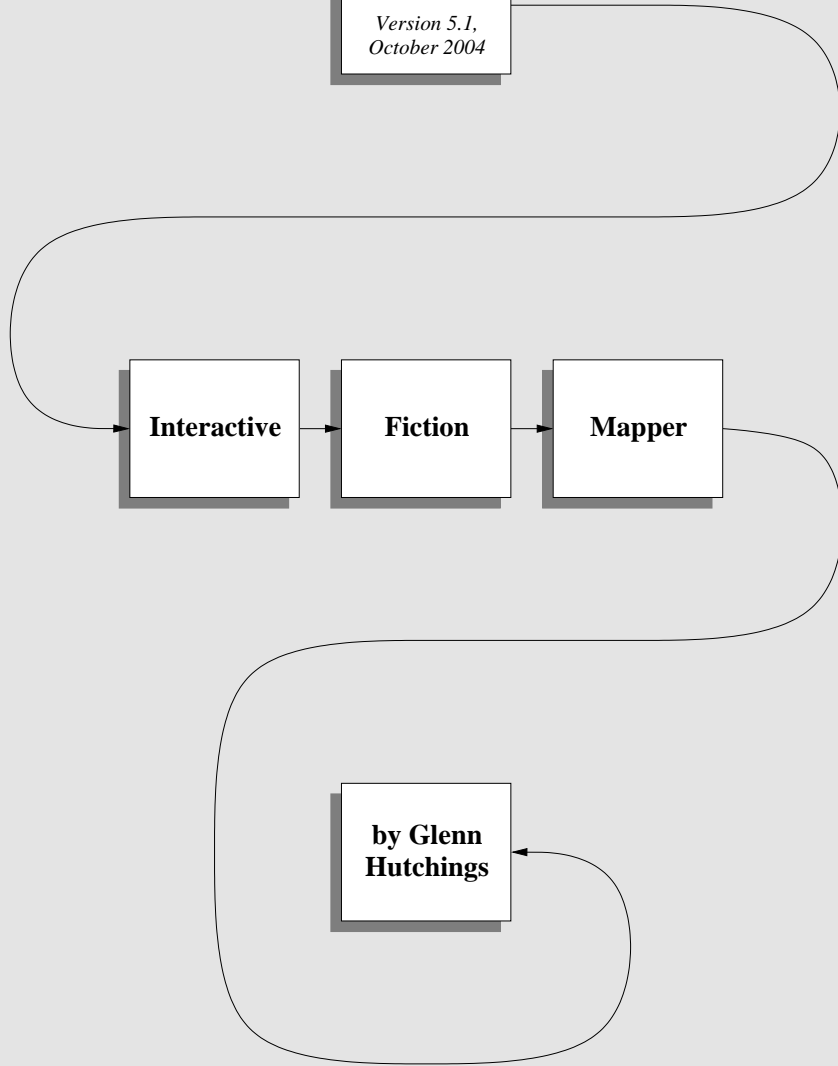 Version 5.1,
October 2004
Interactive
Fiction
Mapper
by Glenn
Hutchings